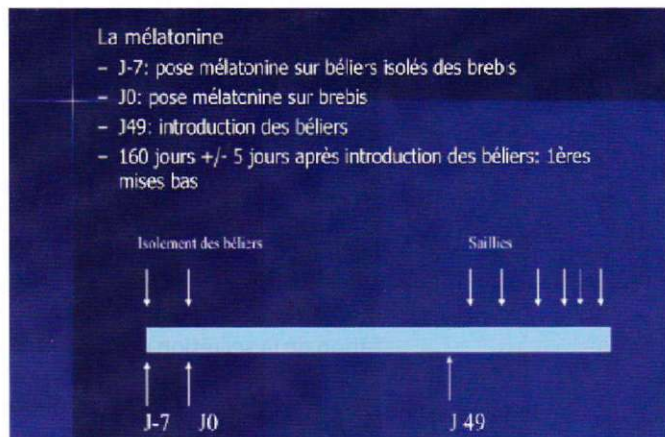 La mélatonine
– J-7: pose mélatonine sur béliers isolés des brebis
– J0: pose mélatonine sur brebis
– J49: introduction des béliers
– 160 jours +/- 5 jours après introduction des béliers: 1ères
mises bas
Isolement des béliers Saillies
J-7 J0 J 49